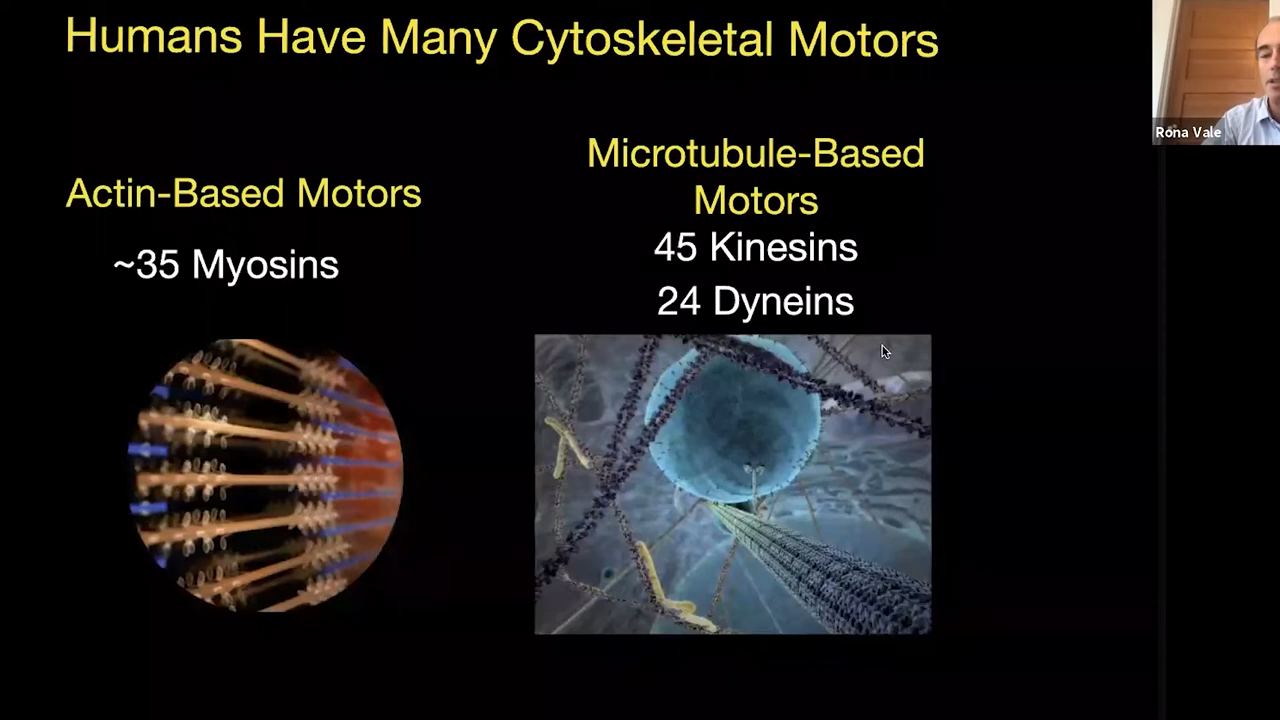 Humans Have Many Cytoskeletal Motors
Rona Vale
Actin-Based Motors
~35 Myosins
Microtubule-Based
Motors
45 Kinesins
24 Dyneins